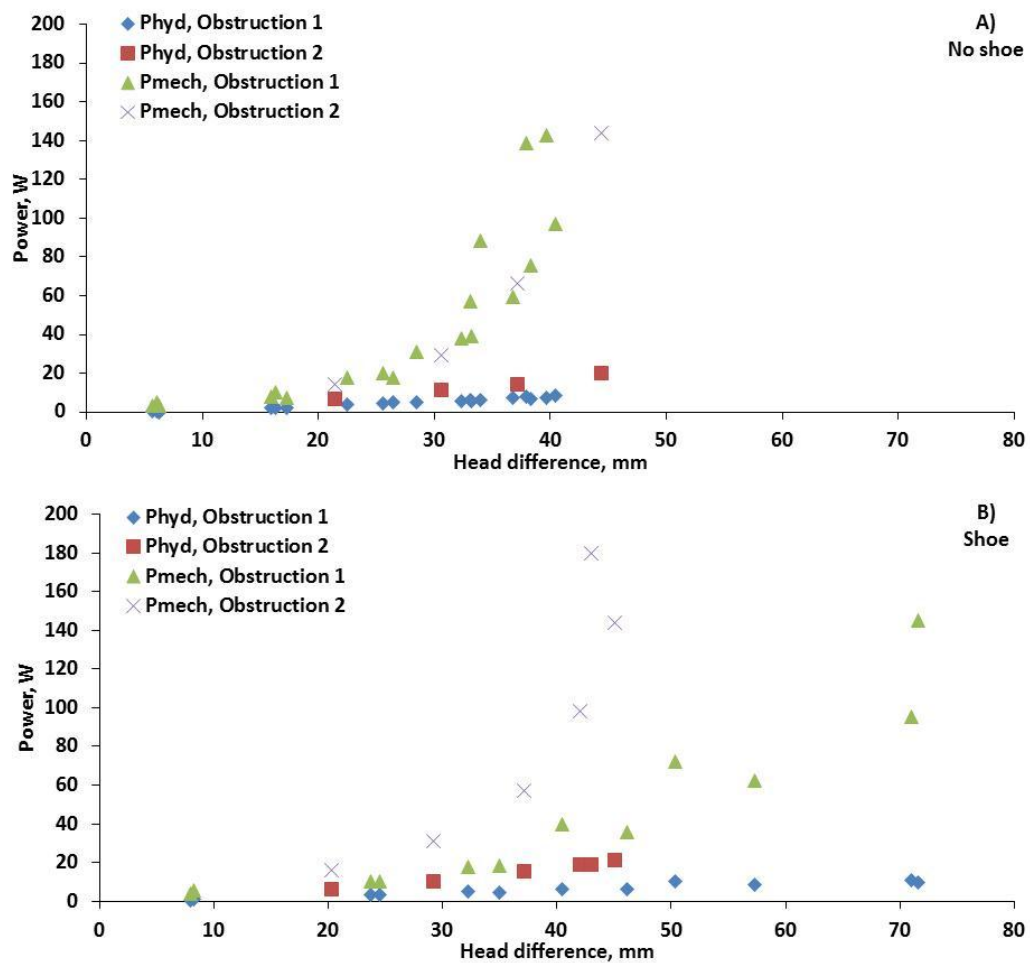 A)
No shoe
Phyd, Obstruction 1
Phyd, Obstruction 2
Pmech, Obstruction 1
Pmech, Obstruction 2
Power, W
200
180
160
140
120
100
80
60
40
20
0
0 10 20 30 40 50 60 70 80
Head difference, mm
B)
Shoe
Phyd, Obstruction 1
Phyd, Obstruction 2
Pmech, Obstruction 1
Pmech, Obstruction 2
Power, W
200
180
160
140
120
100
80
60
40
20
0
0 10 20 30 40 50 60 70 80
Head difference, mm